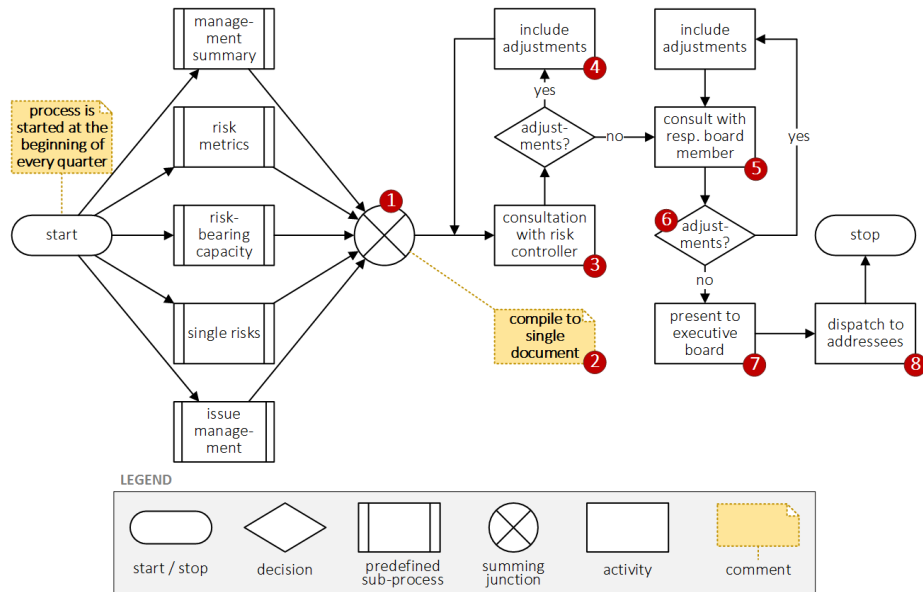 manage-
ment
summary
process is
started at the
beginning of
every quarter
risk
metrics
start
risk-
bearing
capacity
single risks
issue
manage-
ment
1
compile to
single
document
2
include
adjustments
4
yes
adjust-
ments?
no
consultation
with risk
controller
3
include
adjustments
consult with
resp. board
member
5
yes
6
adjust-
ments?
no
present to
executive
board
7
stop
dispatch to
addressees
8
LEGEND
start / stop
decision
predefined
sub-process
summing
junction
activity
comment